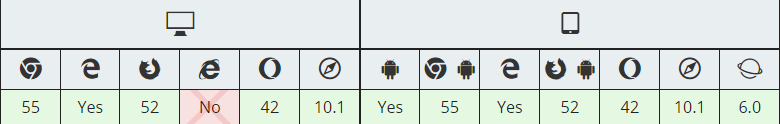 55 Yes 52 No 42 10.1 Yes 55 Yes 52 42 10.1 6.0